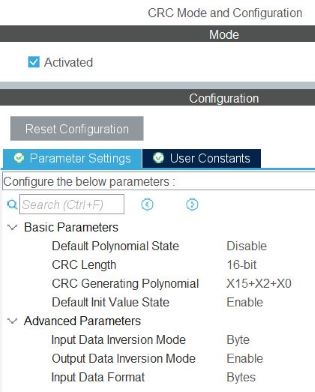 CRC Mode and Configuration
Mode
Activated
Configuration
Reset Configuration
Parameter Settings User Constants
Configure the below parameters :
Search (Ctrl+F)
Basic Parameters
Default Polynomial State Disable
CRC Length 16-bit
CRC Generating Polynomial X15+X2+X0
Default Init Value State Enable
Advanced Parameters
Input Data Inversion Mode Byte
Output Data Inversion Mode Enable
Input Data Format Bytes